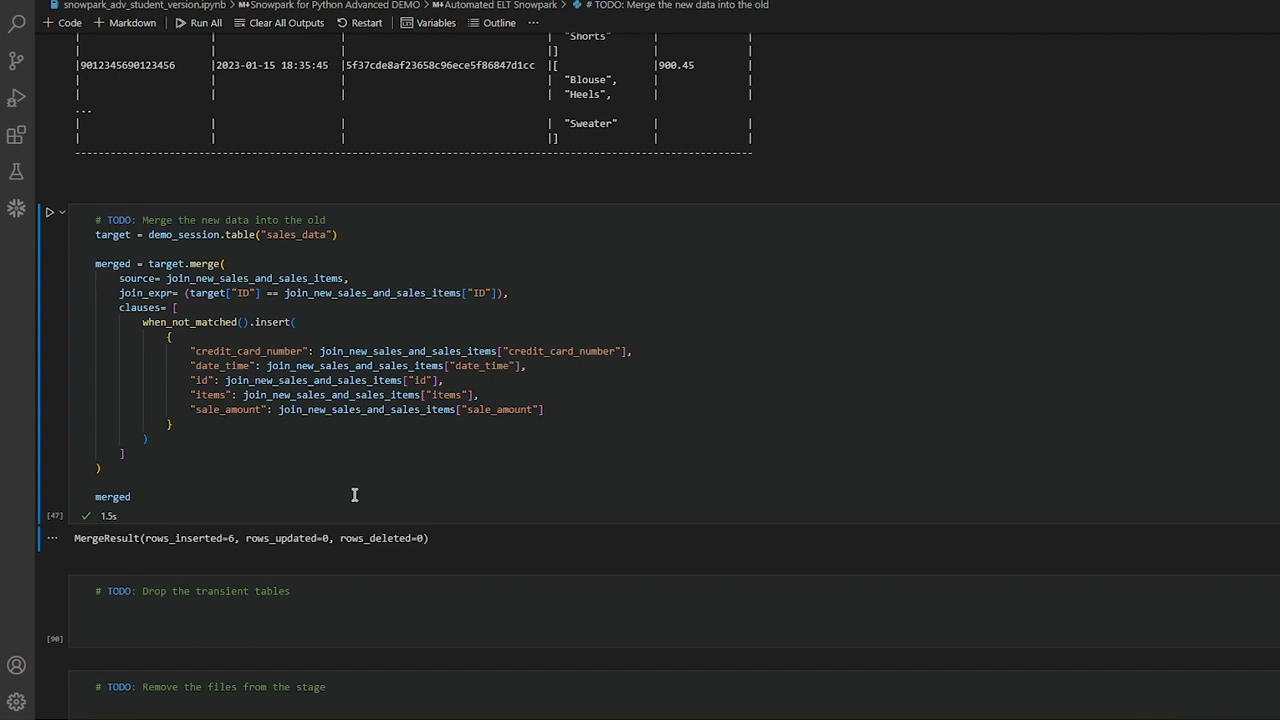 snowpark_adv_student_version.ipynb > Snowpark for Python Advanced DEMO > Automated ELT Snowpark > # TODO: Merge the new data into the old
+ Code + Markdown Run All Clear All Outputs Restart Variables Outline ...
| | | | "Shorts" | |
| | | |] | |
|9012345690123456 |2023-01-15 18:35:45 |5f37cde8af23658c96ece5f86847d1cc |[ |900.45 |
| | | | "Blouse", | |
| | | | "Heels", | |
...
| | | | "Sweater" | |
| | | |] | |
# TODO: Merge the new data into the old
target = demo_session.table("sales_data")
merged = target.merge(
source= join_new_sales_and_sales_items,
join_expr= (target["ID"] == join_new_sales_and_sales_items["ID"]),
clauses= [
when_not_matched().insert(
{
"credit_card_number": join_new_sales_and_sales_items["credit_card_number"],
"date_time": join_new_sales_and_sales_items["date_time"],
"id": join_new_sales_and_sales_items["id"],
"items": join_new_sales_and_sales_items["items"],
"sale_amount": join_new_sales_and_sales_items["sale_amount"]
}
)
]
)
merged
[47] 1.5s
... MergeResult(rows_inserted=6, rows_updated=0, rows_deleted=0)
# TODO: Drop the transient tables
[90]
# TODO: Remove the files from the stage